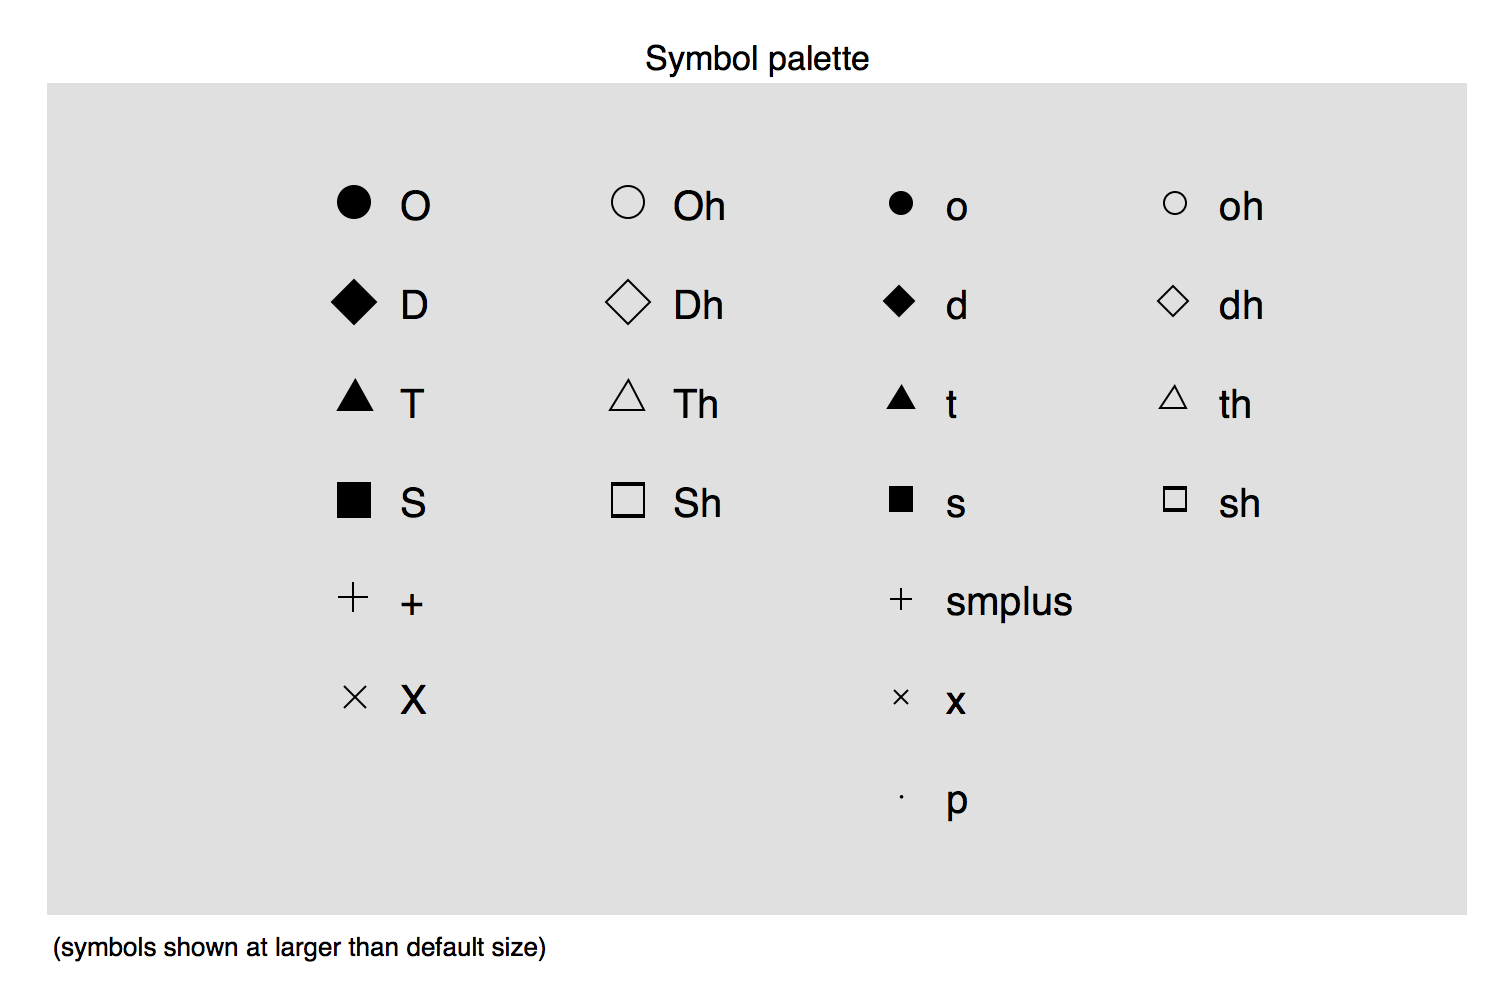 Symbol palette
O Oh o oh
D Dh d dh
T Th t th
S Sh s sh
+ smplus
X x
p
(symbols shown at larger than default size)